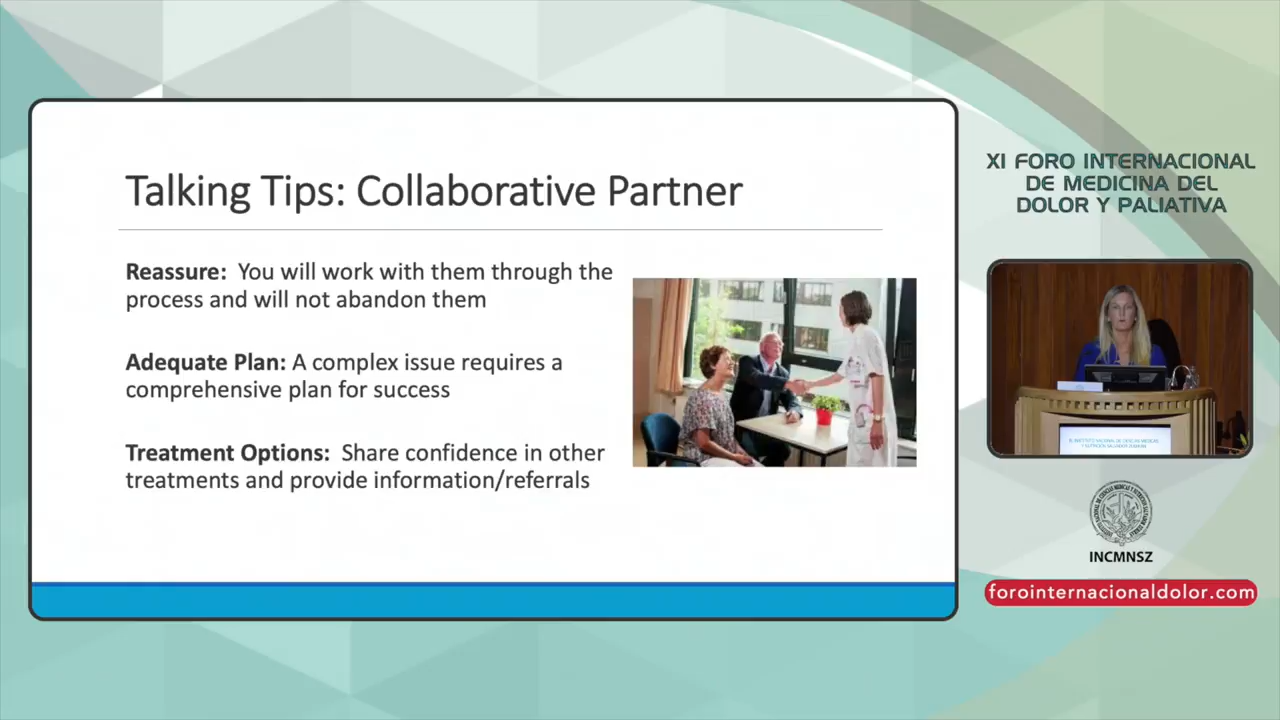 Talking Tips: Collaborative Partner
Reassure: You will work with them through the
process and will not abandon them
Adequate Plan: A complex issue requires a
comprehensive plan for success
Treatment Options: Share confidence in other
treatments and provide information/referrals
XI FORO INTERNACIONAL
DE MEDICINA DEL
DOLOR Y PALIATIVA
INCMNSZ
forointernacionaldolor.com